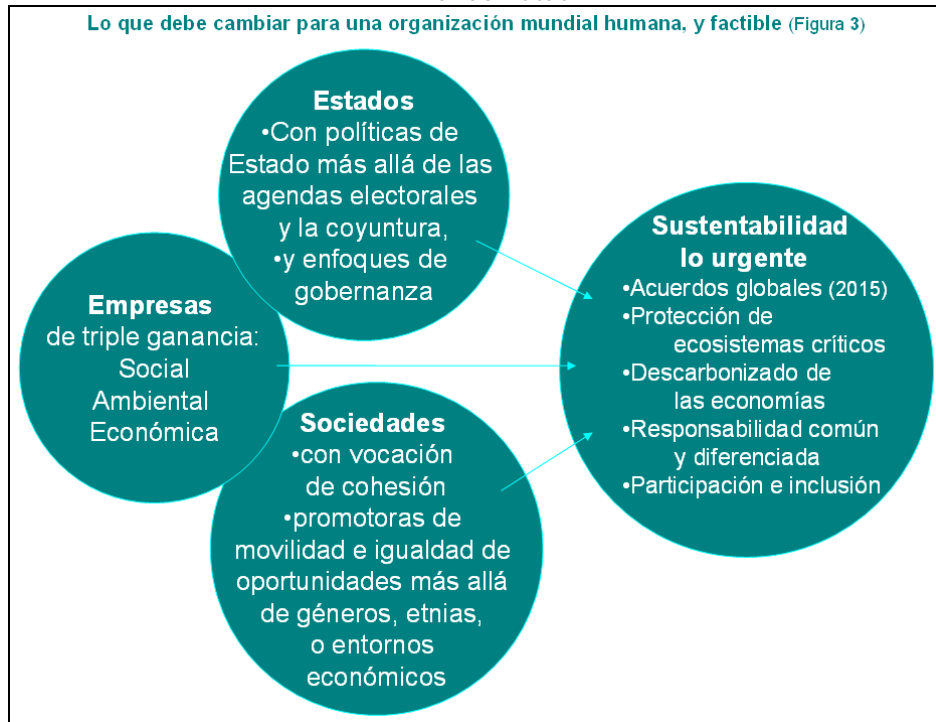 Lo que debe cambiar para una organización mundial humana, y factible (Figura 3)
Estados
•Con políticas de
Estado más allá de las
agendas electorales
y la coyuntura,
•y enfoques de
gobernanza
Empresas
de triple ganancia:
Social
Ambiental
Económica
Sociedades
•con vocación
de cohesión
•promotoras de
movilidad e igualdad de
oportunidades más allá
de géneros, etnias,
o entornos
económicos
Sustentabilidad
lo urgente
•Acuerdos globales (2015)
•Protección de
ecosistemas críticos
•Descarbonizado de
las economías
•Responsabilidad común
y diferenciada
•Participación e inclusión